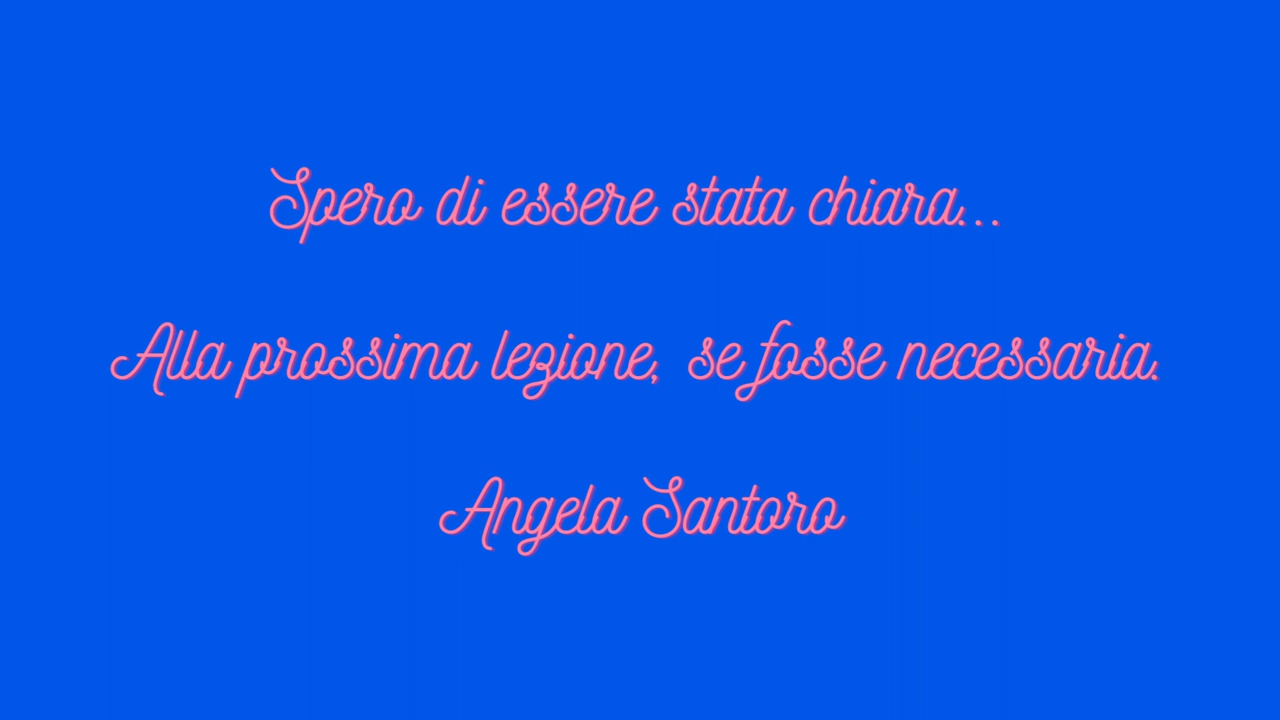 Spero di essere stata chiara...
Alla prossima lezione, se fosse necessaria.
Angela Santoro